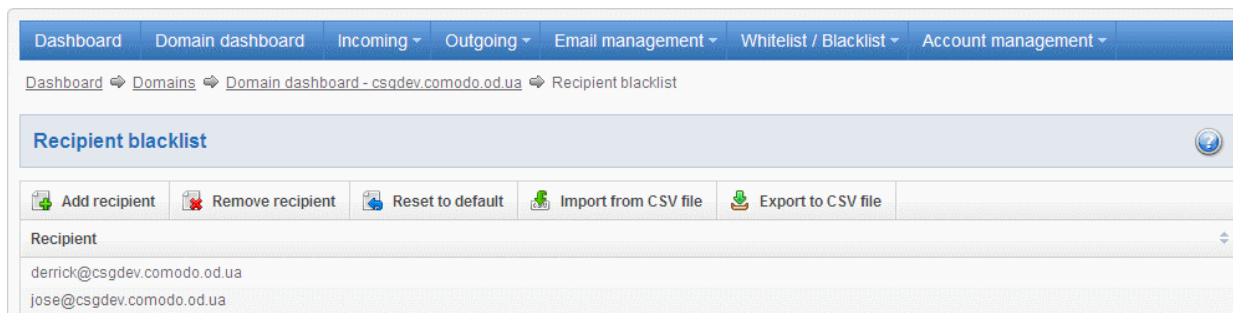 Dashboard Domain dashboard Incoming Outgoing Email management Whitelist / Blacklist Account management
Dashboard Domains Domain dashboard - csgdev.comodo.od.ua Recipient blacklist
Recipient blacklist
Add recipient Remove recipient Reset to default Import from CSV file Export to CSV file
Recipient
derrick@csgdev.comodo.od.ua
jose@csgdev.comodo.od.ua